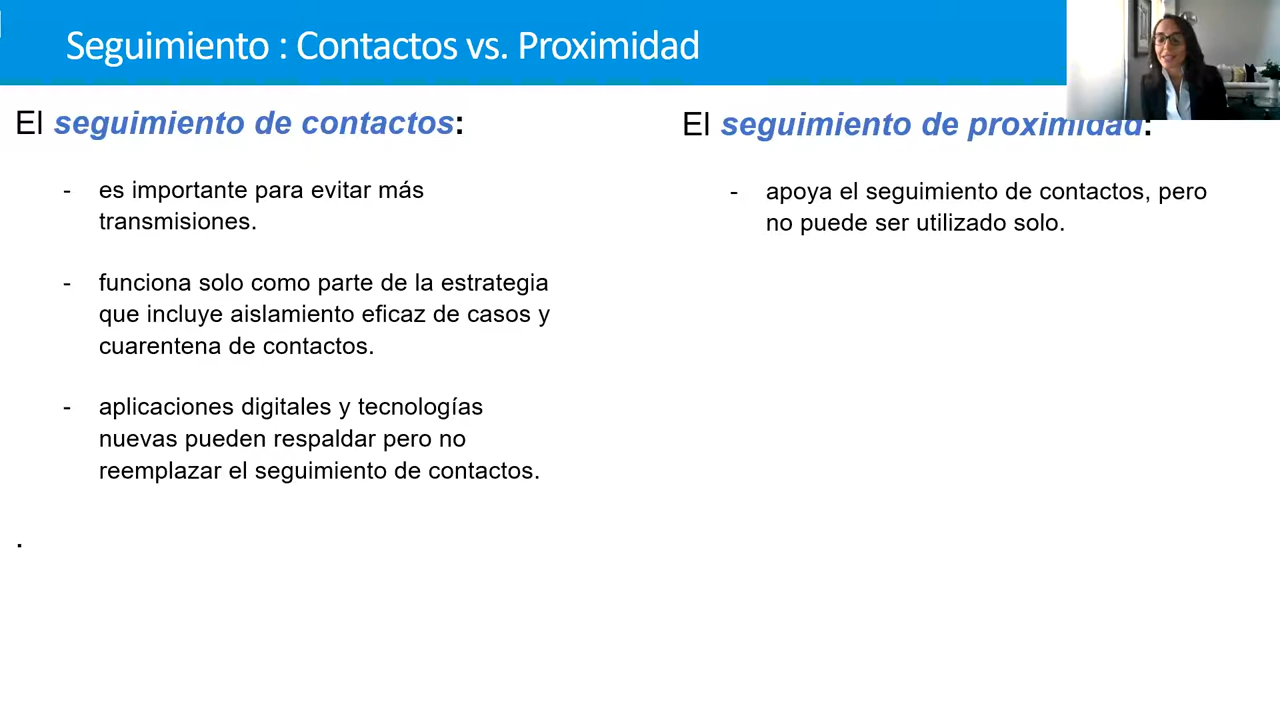 Seguimiento : Contactos vs. Proximidad
El seguimiento de contactos:
- es importante para evitar más
transmisiones.
- funciona solo como parte de la estrategia
que incluye aislamiento eficaz de casos y
cuarentena de contactos.
- aplicaciones digitales y tecnologías
nuevas pueden respaldar pero no
reemplazar el seguimiento de contactos.
.
El seguimiento de proximidad:
- apoya el seguimiento de contactos, pero
no puede ser utilizado solo.